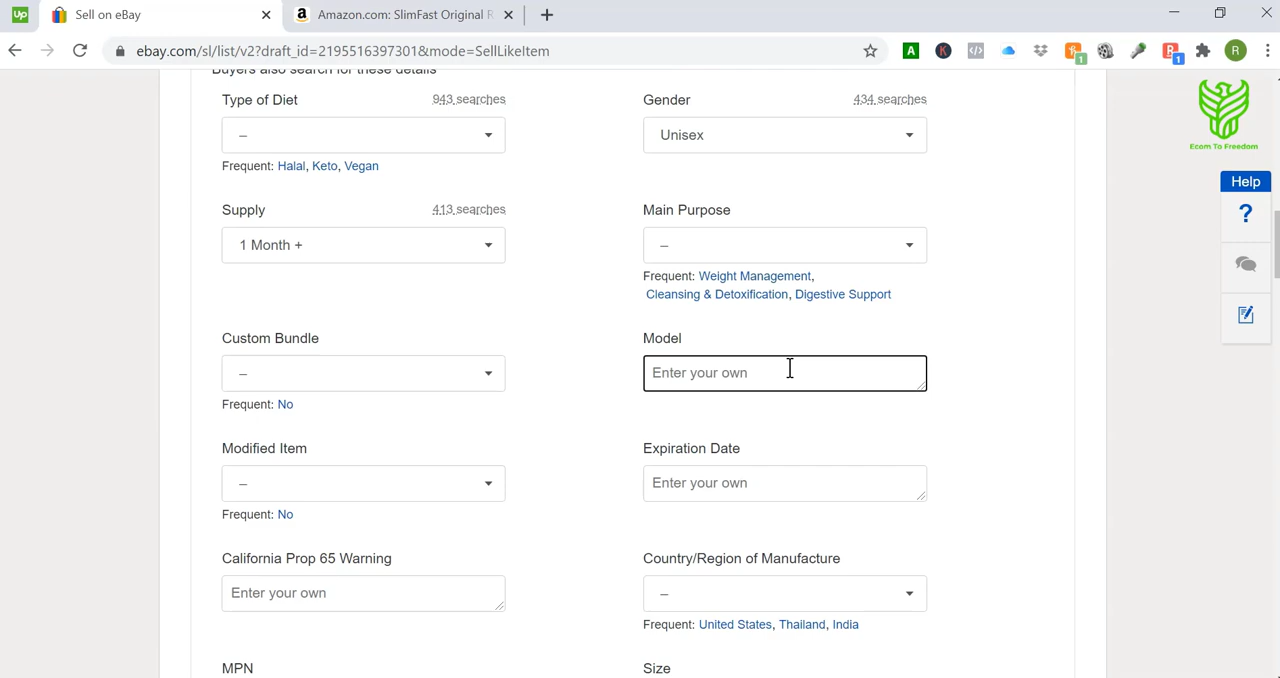 Up
Sell on eBay
Amazon.com: SlimFast Original R
ebay.com/sl/list/v2?draft_id=2195516397301&mode=SellLikeItem
A
K
1
R
1
R
Buyers also search for these details
Type of Diet 943 searches
–
Frequent: Halal, Keto, Vegan
Gender 434 searches
Unisex
Supply 413 searches
1 Month +
Main Purpose
–
Frequent: Weight Management,
Cleansing & Detoxification, Digestive Support
Custom Bundle
–
Frequent: No
Model
Enter your own
Modified Item
–
Frequent: No
Expiration Date
Enter your own
California Prop 65 Warning
Enter your own
Country/Region of Manufacture
–
Frequent: United States, Thailand, India
MPN
Size
Ecom To Freedom
Help
?